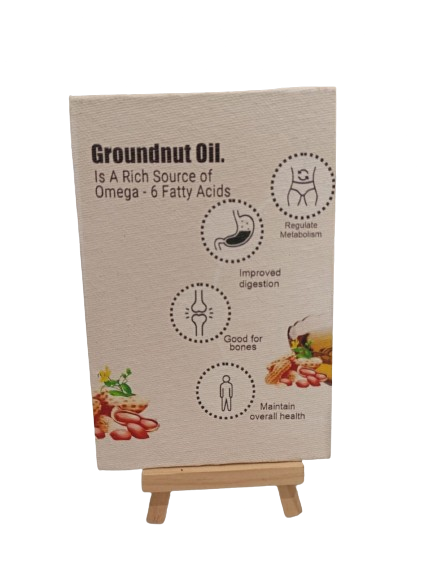 Groundnut Oil.
Is A Rich Source of
Omega - 6 Fatty Acids
Regulate
Metabolism
Improved
digestion
Good for
bones
Maintain
overall health